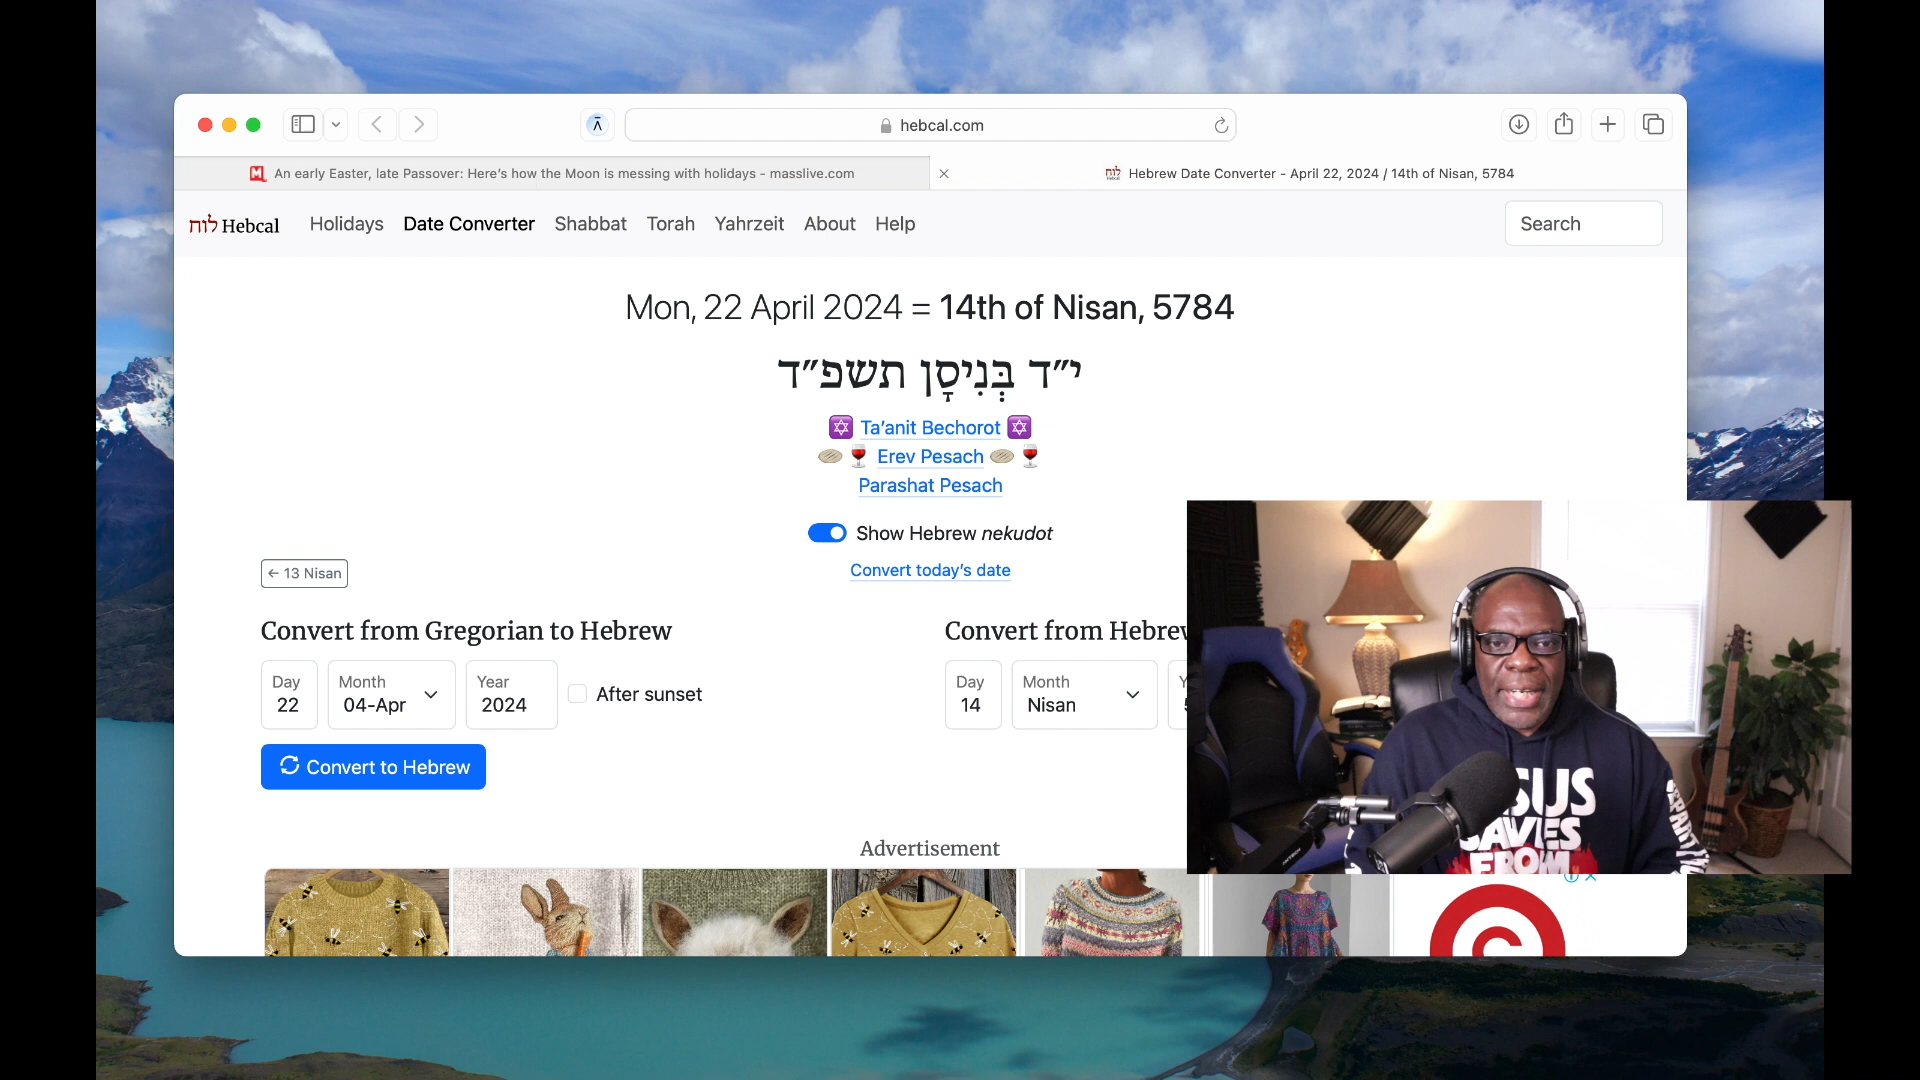 hebcal.com
An early Easter, late Passover: Here's how the Moon is messing with holidays - masslive.com
Hebrew Date Converter - April 22, 2024 / 14th of Nisan, 5784
לוח Hebcal Holidays Date Converter Shabbat Torah Yahrzeit About Help Search
Mon, 22 April 2024 = 14th of Nisan, 5784
י״ד בְּנִיסָן תשפ״ד
Ta'anit Bechorot
Erev Pesach
Parashat Pesach
Show Hebrew nekudot
← 13 Nisan
Convert today's date
Convert from Gregorian to Hebrew
Day
22
Month
04-Apr
Year
2024
After sunset
Convert to Hebrew
Convert from Hebrew
Day
14
Month
Nisan
Advertisement
SUS
SAVES
FROM